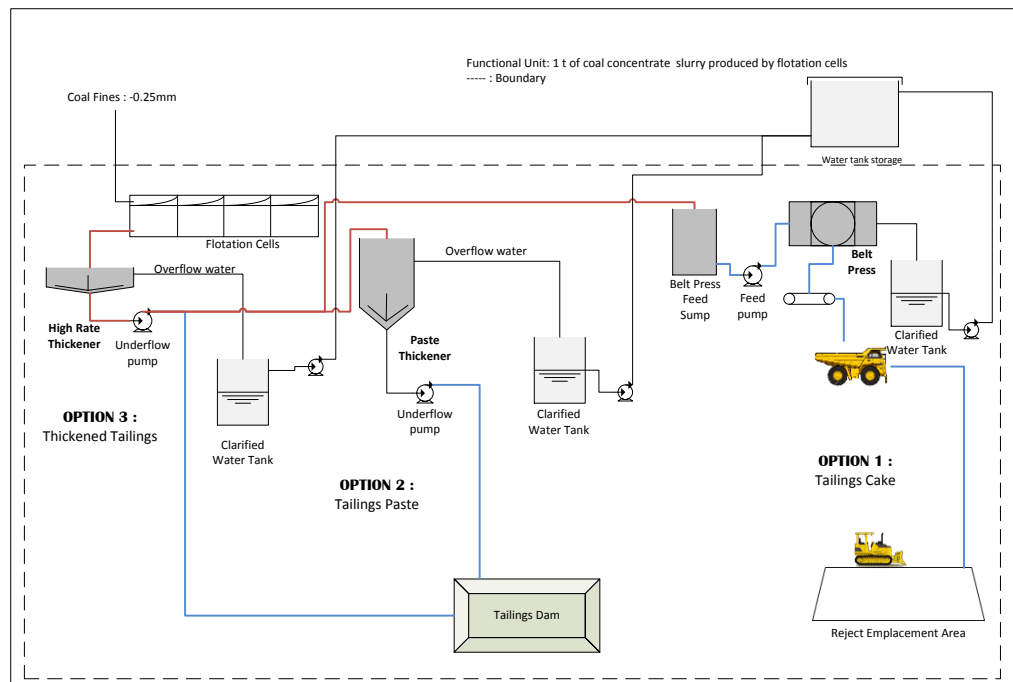 Functional Unit: 1 t of coal concentrate slurry produced by flotation cells
----- : Boundary
Coal Fines : -0.25mm
Water tank storage
Flotation Cells
Overflow water
High Rate
Thickener
Underflow
pump
OPTION 3 :
Thickened Tailings
Clarified
Water Tank
Overflow water
Paste
Thickener
Underflow
pump
OPTION 2 :
Tailings Paste
Clarified
Water Tank
Belt Press
Feed
Sump
Feed
pump
Belt
Press
Clarified
Water Tank
OPTION 1 :
Tailings Cake
Tailings Dam
Reject Emplacement Area